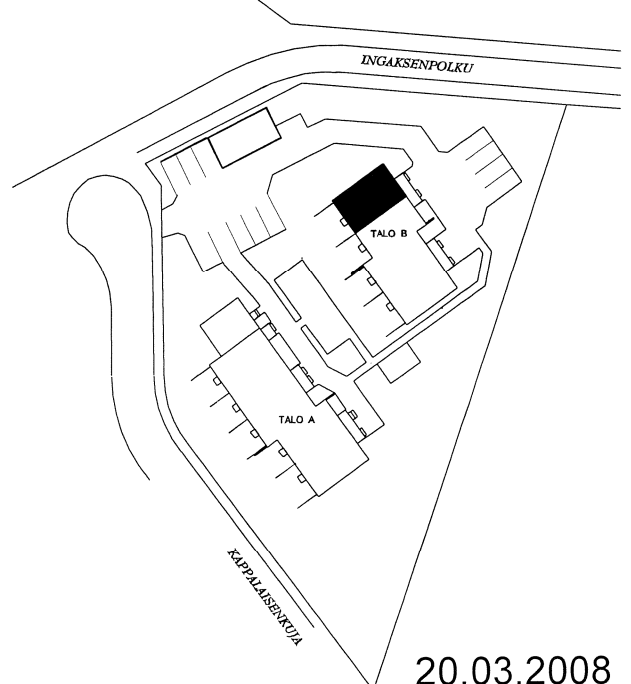 INGAKSENPOLKU
TALO B
TALO A
KAPPALAISENKUJA
20.03.2008